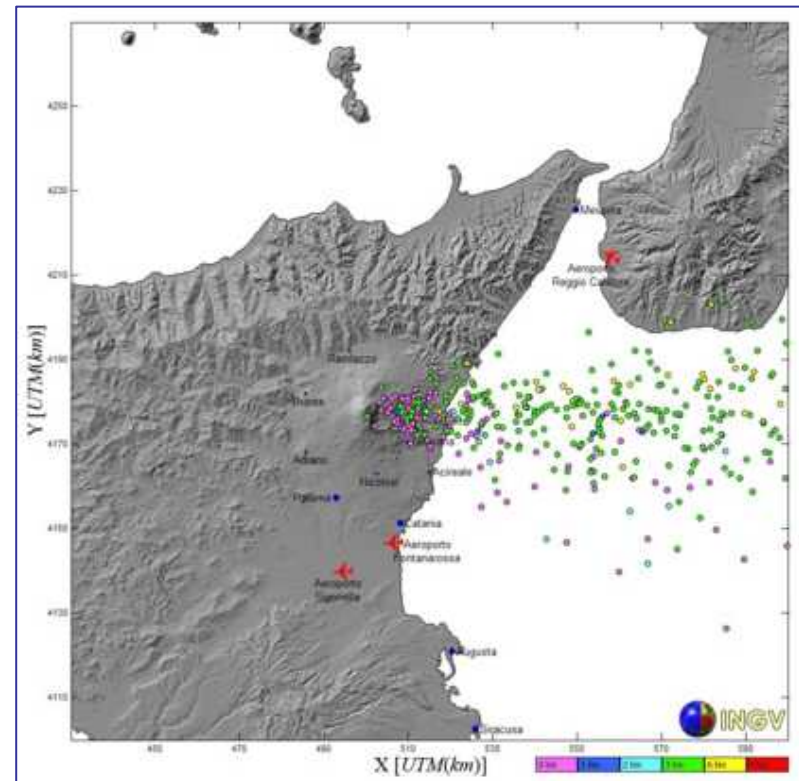 4250
4230
Messina
4210
Aeroporto
Reggio Calabria
Y [UTM(km)]
4190
Randazzo
Bronte
4170
Adrano
Acireale
Nicolosi
Paternò
4150
Catania
Aeroporto
Fontanarossa
Aeroporto
Sigonella
4130
Augusta
4110
Siracusa
INGV
450 470 490 510 530 550 570 590
X [UTM(km)]